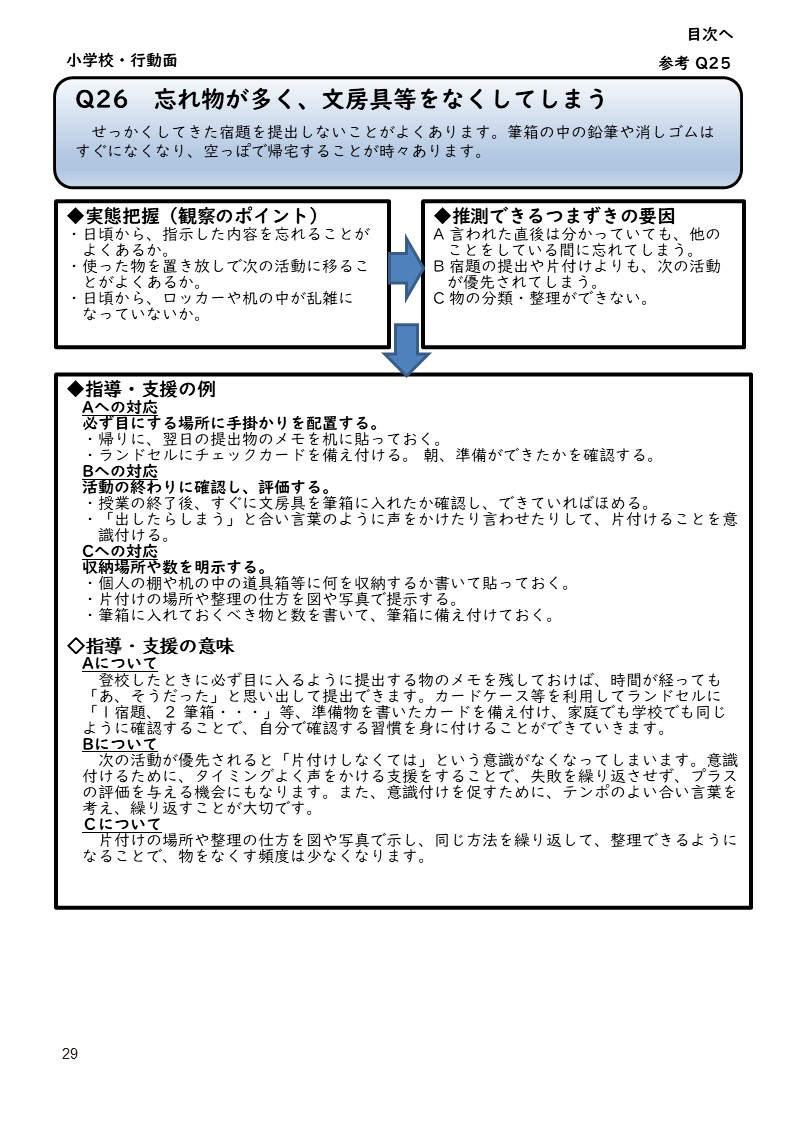 目次へ
小学校・行動面
参考 Q25
Q26　忘れ物が多く、文房具等をなくしてしまう
せっかくしてきた宿題を提出しないことがよくあります。筆箱の中の鉛筆や消しゴムは
すぐになくなり、空っぽで帰宅することが時々あります。
◆実態把握（観察のポイント）
・日頃から、指示した内容を忘れることが
よくあるか。
・使った物を置き放しで次の活動に移るこ
とがよくあるか。
・日頃から、ロッカーや机の中が乱雑に
なっていないか。
◆推測できるつまずきの要因
A 言われた直後は分かっていても、他の
ことをしている間に忘れてしまう。
B 宿題の提出や片付けよりも、次の活動
が優先されてしまう。
C 物の分類・整理ができない。
◆指導・支援の例
Aへの対応
必ず目にする場所に手掛かりを配置する。
・帰りに、翌日の提出物のメモを机に貼っておく。
・ランドセルにチェックカードを備え付ける。 朝、準備ができたかを確認する。
Bへの対応
活動の終わりに確認し、評価する。
・授業の終了後、すぐに文房具を筆箱に入れたか確認し、できていればほめる。
・「出したらしまう」と合い言葉のように声をかけたり言わせたりして、片付けることを意
識付ける。
Cへの対応
収納場所や数を明示する。
・個人の棚や机の中の道具箱等に何を収納するか書いて貼っておく。
・片付けの場所や整理の仕方を図や写真で提示する。
・筆箱に入れておくべき物と数を書いて、筆箱に備え付けておく。
◇指導・支援の意味
Aについて
登校したときに必ず目に入るように提出する物のメモを残しておけば、時間が経っても
「あ、そうだった」と思い出して提出できます。カードケース等を利用してランドセルに
「１宿題、２ 筆箱・・・」等、準備物を書いたカードを備え付け、家庭でも学校でも同じ
ように確認することで、自分で確認する習慣を身に付けることができていきます。
Bについて
次の活動が優先されると「片付けしなくては」という意識がなくなってしまいます。意識
付けるために、タイミングよく声をかける支援をすることで、失敗を繰り返させず、プラス
の評価を与える機会にもなります。また、意識付けを促すために、テンポのよい合い言葉を
考え、繰り返すことが大切です。
Ｃについて
片付けの場所や整理の仕方を図や写真で示し、同じ方法を繰り返して、整理できるように
なることで、物をなくす頻度は少なくなります。
29